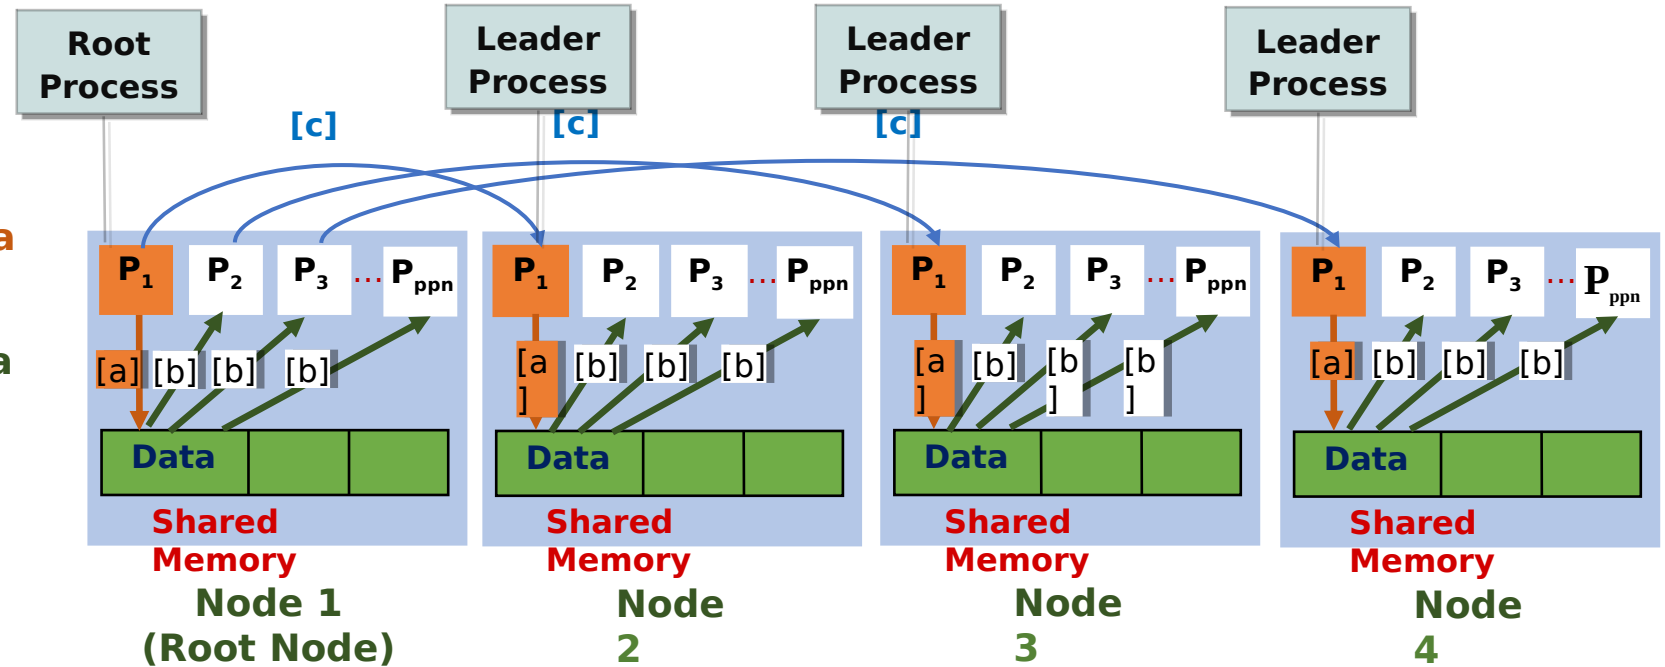 Root
Process
Leader
Process
Leader
Process
Leader
Process
[c]
[c]
[c]
a
P1 P2 P3 ... Pppn
P1 P2 P3 ... Pppn
P1 P2 P3 ... Pppn
P1 P2 P3 ... Pppn
a
[a] [b] [b] [b]
[a
]
[b] [b] [b]
[a
]
[b]
[b
]
[b
]
[a] [b] [b] [b]
Data
Data
Data
Data
Shared
Memory
Shared
Memory
Shared
Memory
Shared
Memory
Node 1
(Root Node)
Node
2
Node
3
Node
4